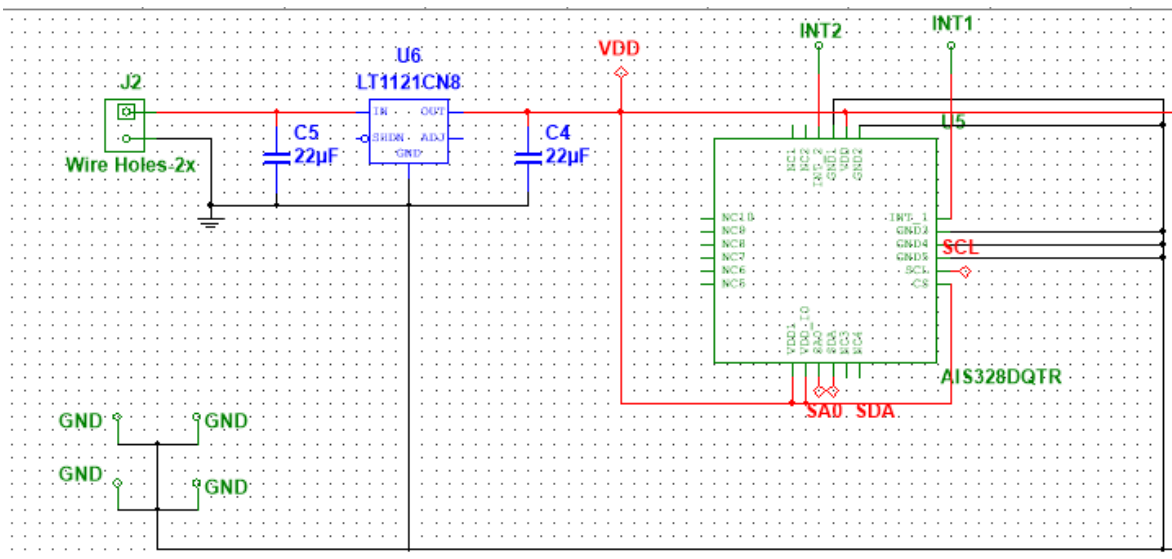 INT2
INT1
VDD
U6
LT1121CN8
J2
IN
OUT
SHDN
ADJ
GND
C5
22µF
C4
22µF
Wire Holes-2x
U5
NC1
NC2
INT_2
GND1
VDD
GND2
NC10
NC9
NC8
NC7
NC6
NC5
INT_1
GND3
GND4
GND5
SCL
CS
SCL
VDD1
VDD_IO
SA0
SDA
NC3
NC4
AIS328DQTR
SA0
SDA
GND
GND
GND
GND